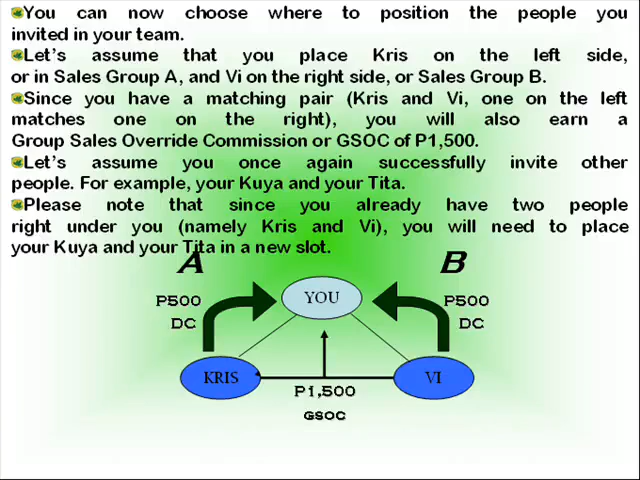 You can now choose where to position the people you
invited in your team.
Let's assume that you place Kris on the left side,
or in Sales Group A, and Vi on the right side, or Sales Group B.
Since you have a matching pair (Kris and Vi, one on the left
matches one on the right), you will also earn a
Group Sales Override Commission or GSOC of P1,500.
Let's assume you once again successfully invite other
people. For example, your Kuya and your Tita.
Please note that since you already have two people
right under you (namely Kris and Vi), you will need to place
your Kuya and your Tita in a new slot.
A B
YOU
P500 P500
DC DC
KRIS VI
P1,500
GSOC